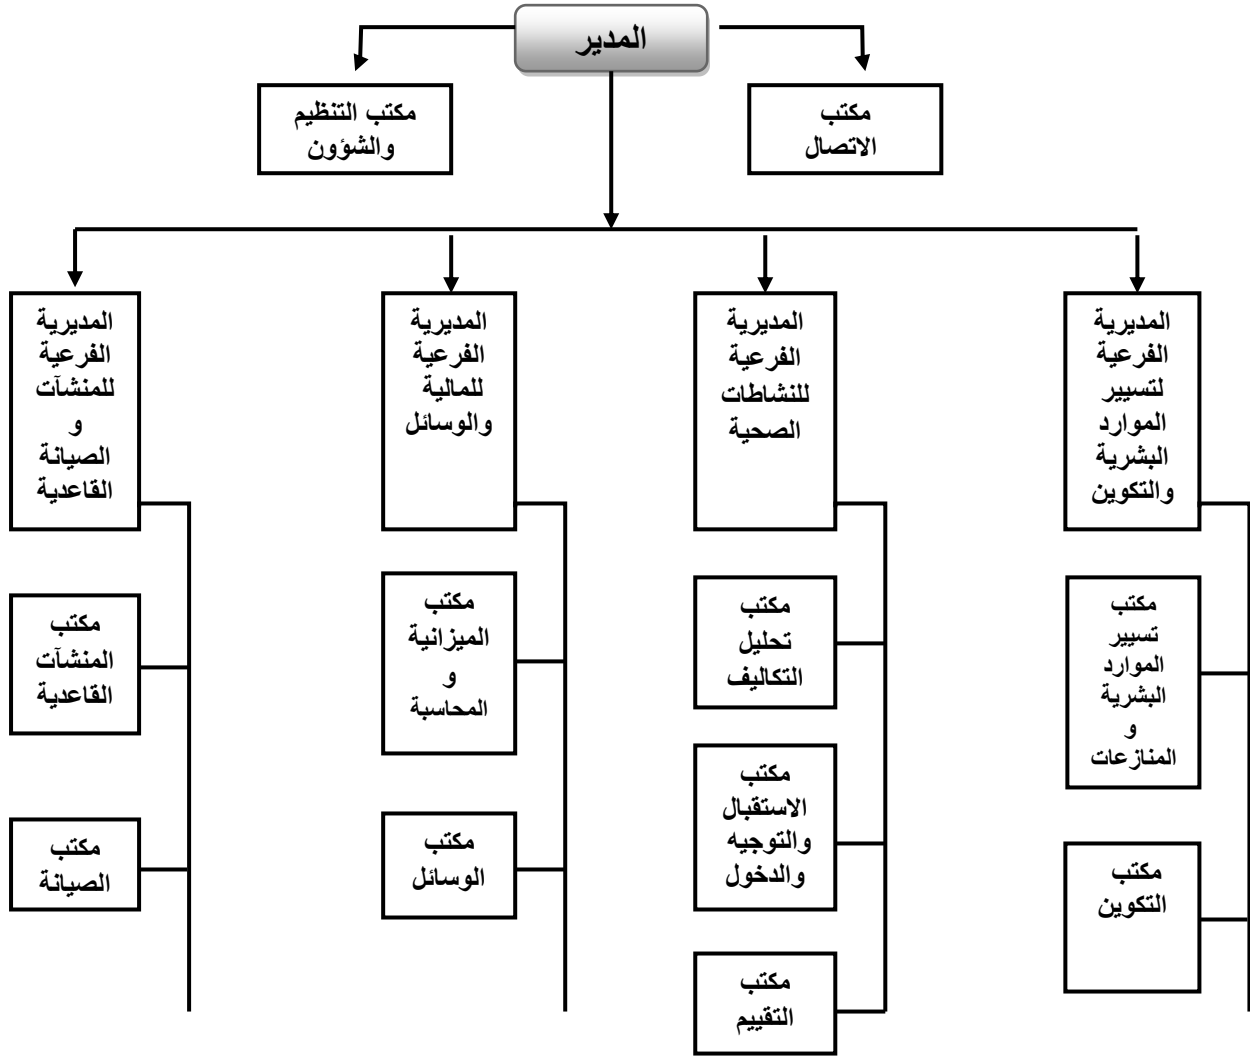 المدير
مكتب
الاتصال
مكتب التنظيم
والشؤون
المديرية
الفرعية
لتسيير
الموارد
البشرية
والتكوين
المديرية
الفرعية
للنشاطات
الصحية
المديرية
الفرعية
للمالية
والوسائل
المديرية
الفرعية
للمنشآت
و
الصيانة
القاعدية
مكتب
تسيير
الموارد
البشرية
و
المنازعات
مكتب
التكوين
مكتب
تحليل
التكاليف
مكتب
الاستقبال
والتوجيه
والدخول
مكتب
التقييم
مكتب
الميزانية
و
المحاسبة
مكتب
الوسائل
مكتب
المنشآت
القاعدية
مكتب
الصيانة